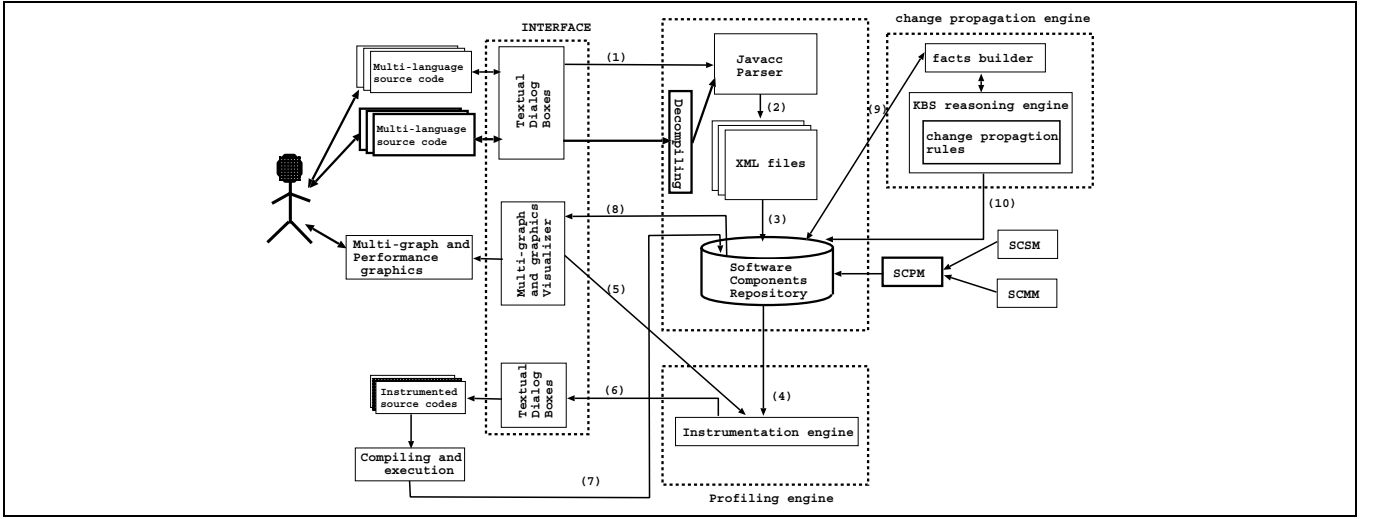 change propagation engine
INTERFACE
Multi-language
source code
Textual
Dialog
Boxes
(1)
Javacc
Parser
facts builder
(2)
Decompiling
(9)
KBS reasoning engine
change propagtion
rules
Multi-language
source code
XML files
(8)
(3)
(10)
Multi-graph and
Performance
graphics
Multi-graph
and graphics
Visualizer
Software
Components
Repository
SCPM
SCSM
SCMM
(5)
Instrumented
source codes
Textual
Dialog
Boxes
(6)
(4)
Instrumentation engine
Compiling and
execution
(7)
Profiling engine